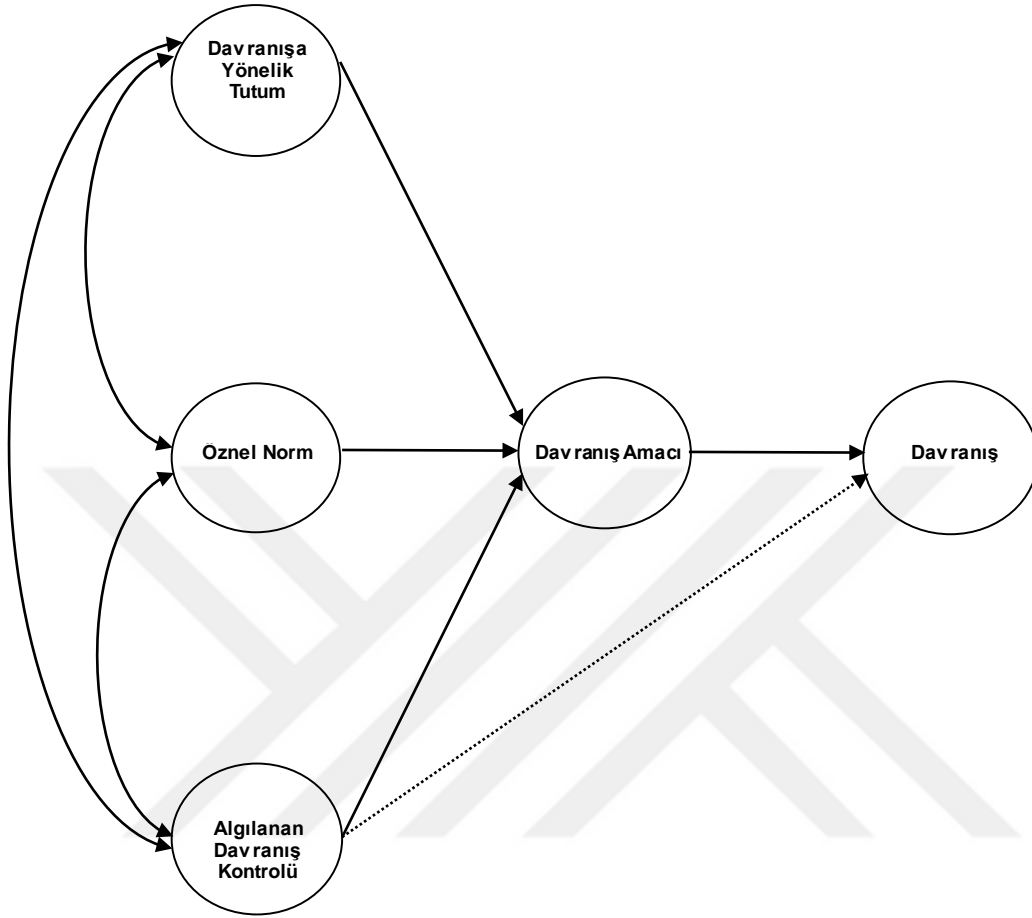 Davranışa
Yönelik
Tutum
Öznel Norm
Davranış Amacı
Davranış
Algılanan
Davranış
Kontrolü